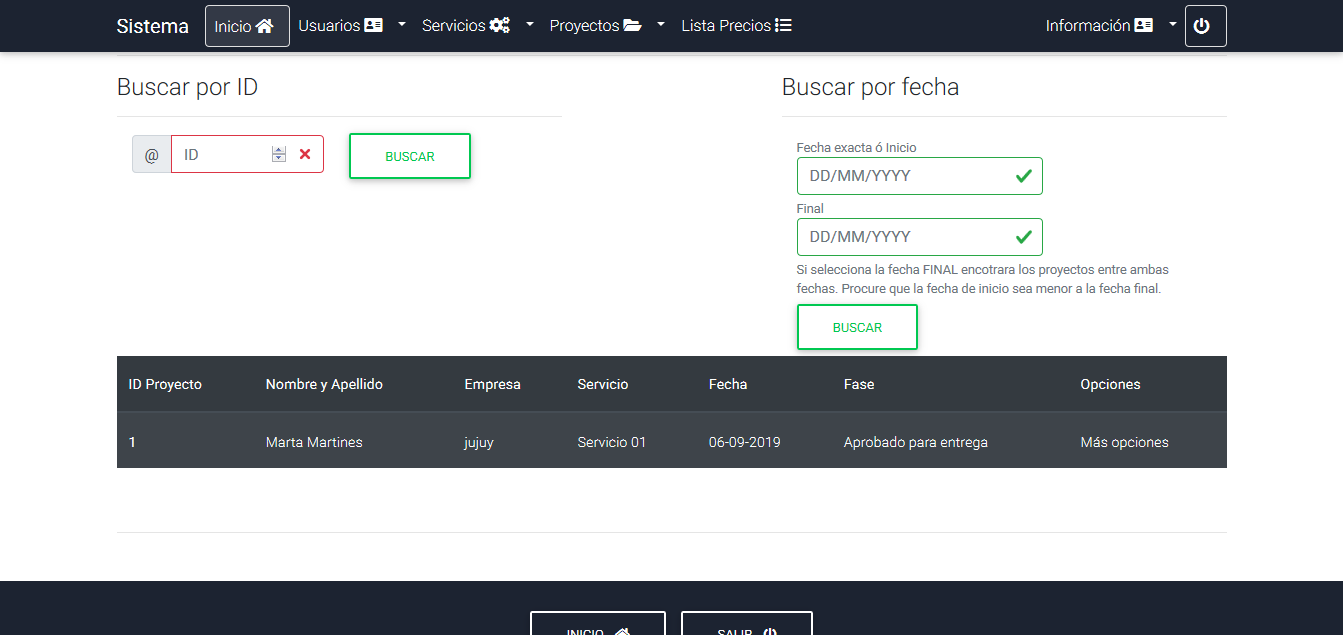 Sistema Inicio Usuarios Servicios Proyectos Lista Precios Información
Buscar por ID
@ ID BUSCAR
Buscar por fecha
Fecha exacta ó Inicio
DD/MM/YYYY
Final
DD/MM/YYYY
Si selecciona la fecha FINAL encotrara los proyectos entre ambas
fechas. Procure que la fecha de inicio sea menor a la fecha final.
BUSCAR
ID Proyecto Nombre y Apellido Empresa Servicio Fecha Fase Opciones
1 Marta Martines jujuy Servicio 01 06-09-2019 Aprobado para entrega Más opciones
INICIO SALIR